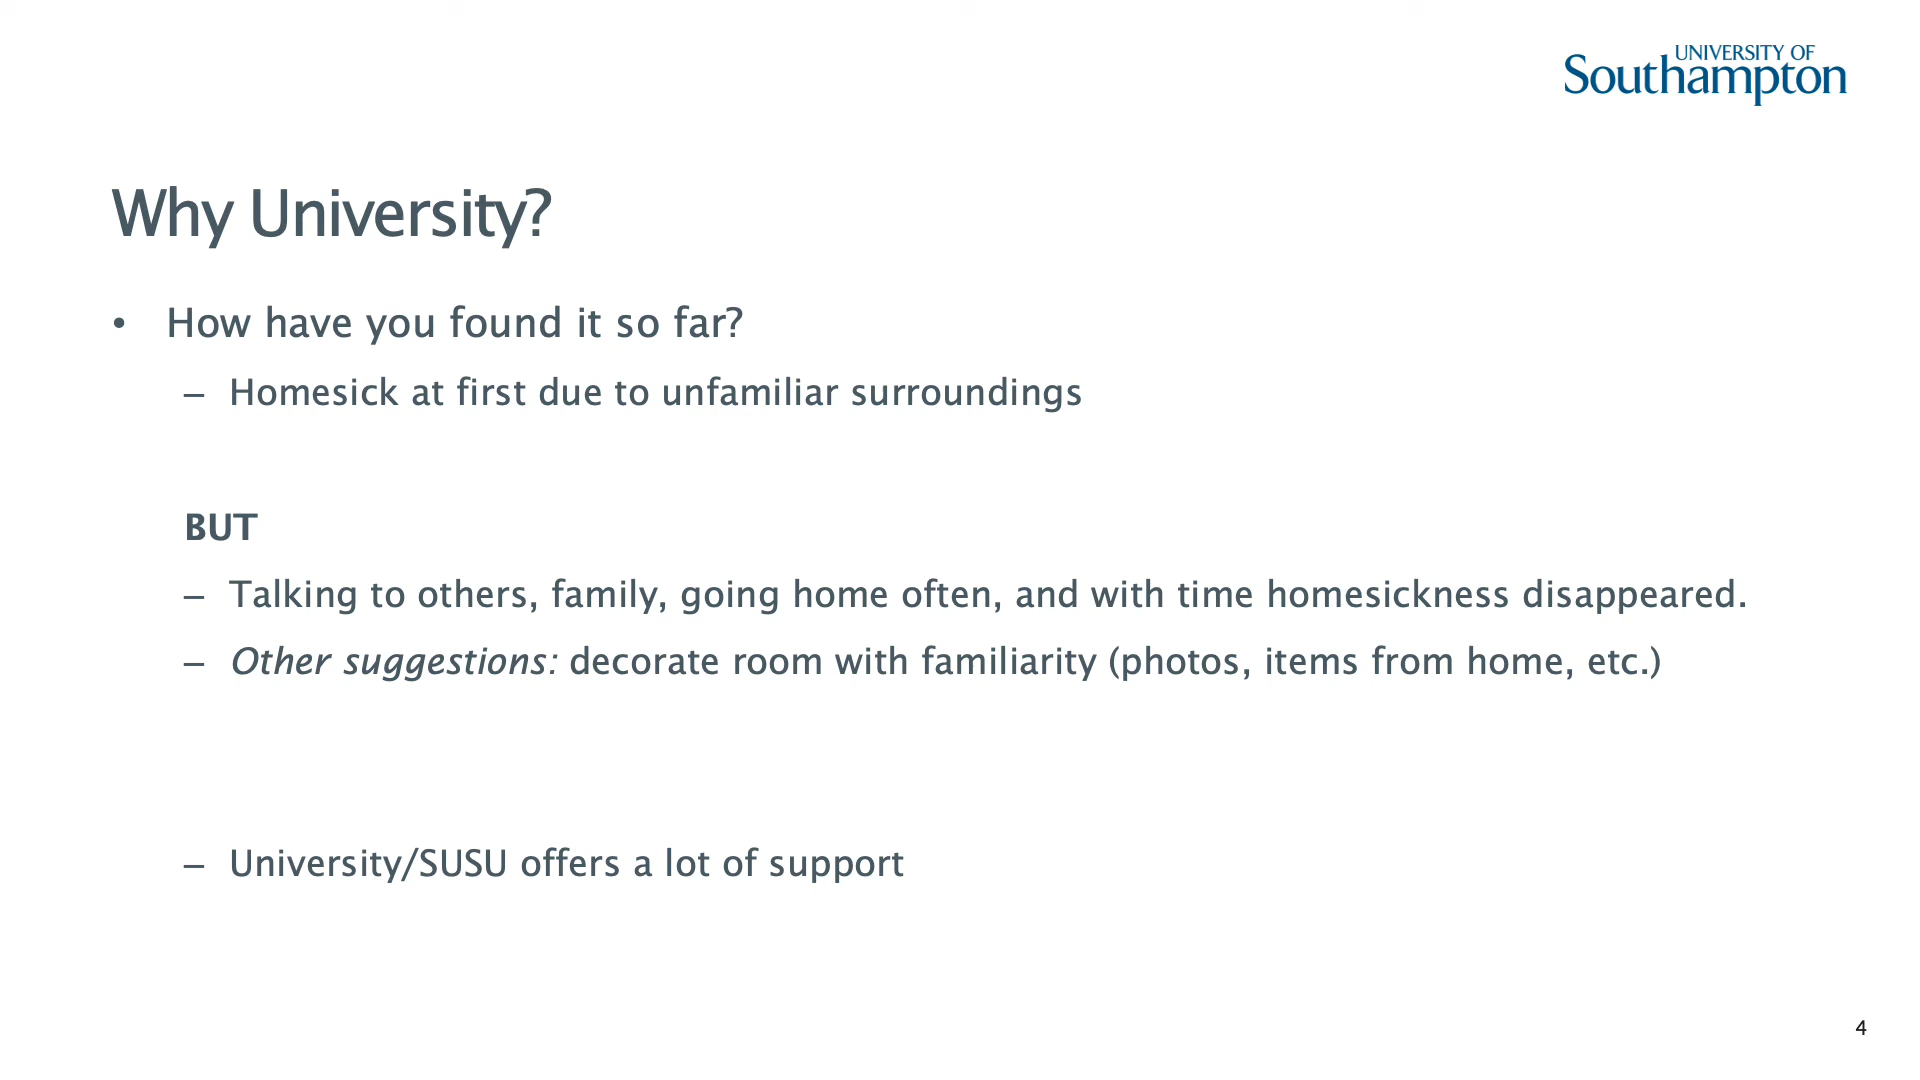 UNIVERSITY OF
Southampton
Why University?
• How have you found it so far?
– Homesick at first due to unfamiliar surroundings
BUT
– Talking to others, family, going home often, and with time homesickness disappeared.
– Other suggestions: decorate room with familiarity (photos, items from home, etc.)
– University/SUSU offers a lot of support
4